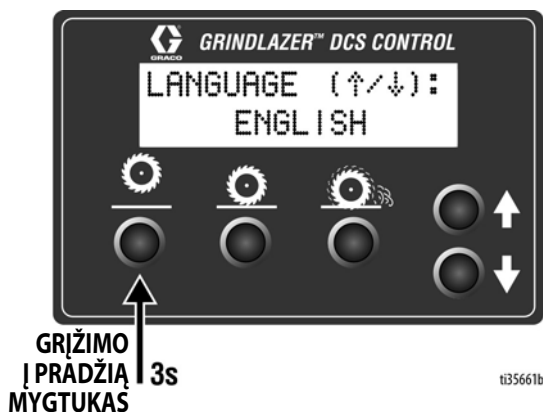 GRACO
GRINDLAZER™ DCS CONTROL
LANGUAGE (↑/↓):
ENGLISH
GRĮŽIMO
Į PRADŽIĄ
MYGTUKAS
3s
ti35661b